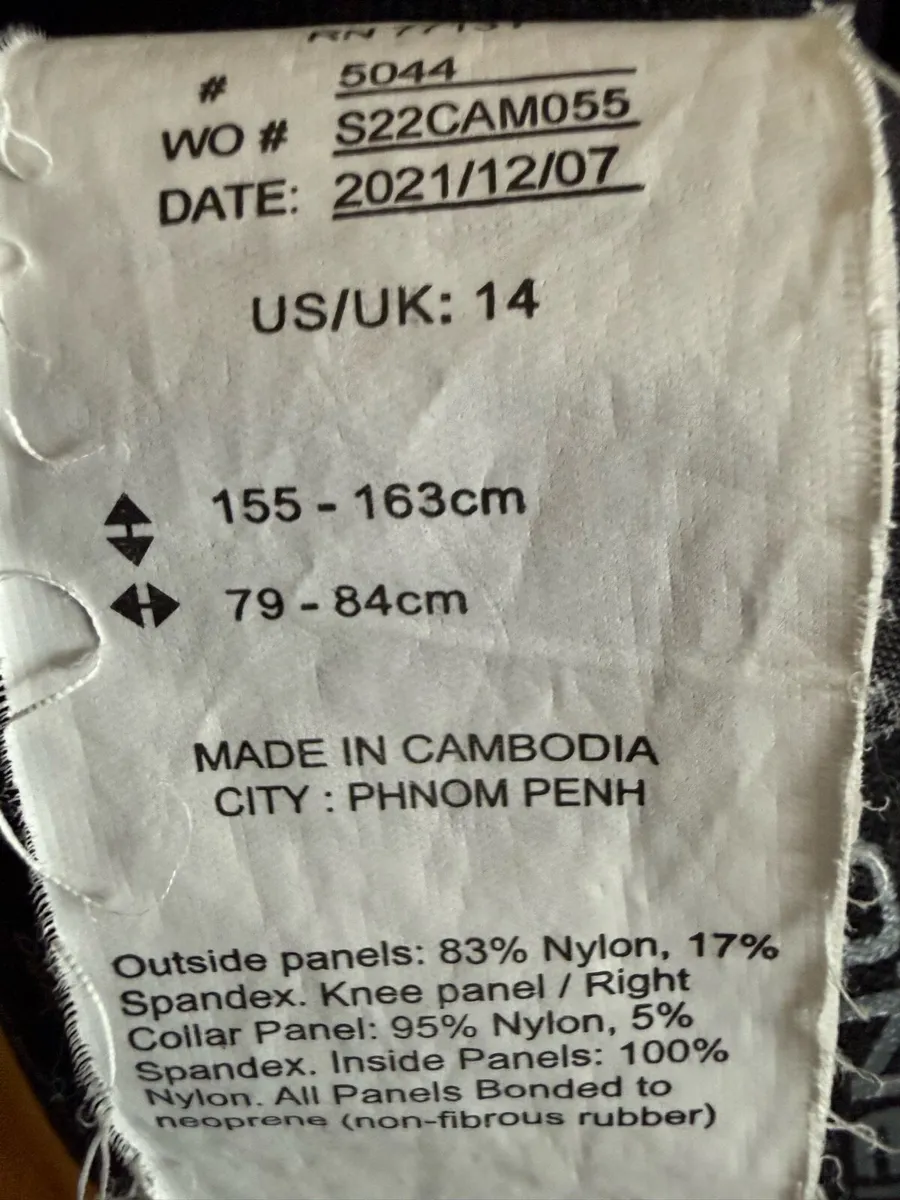 # 5044
WO # S22CAM055
DATE: 2021/12/07
US/UK: 14
155 - 163cm
79 - 84cm
MADE IN CAMBODIA
CITY : PHNOM PENH
Outside panels: 83% Nylon, 17%
Spandex. Knee panel / Right
Collar Panel: 95% Nylon, 5%
Spandex. Inside Panels: 100%
Nylon. All Panels Bonded to
neoprene (non-fibrous rubber)